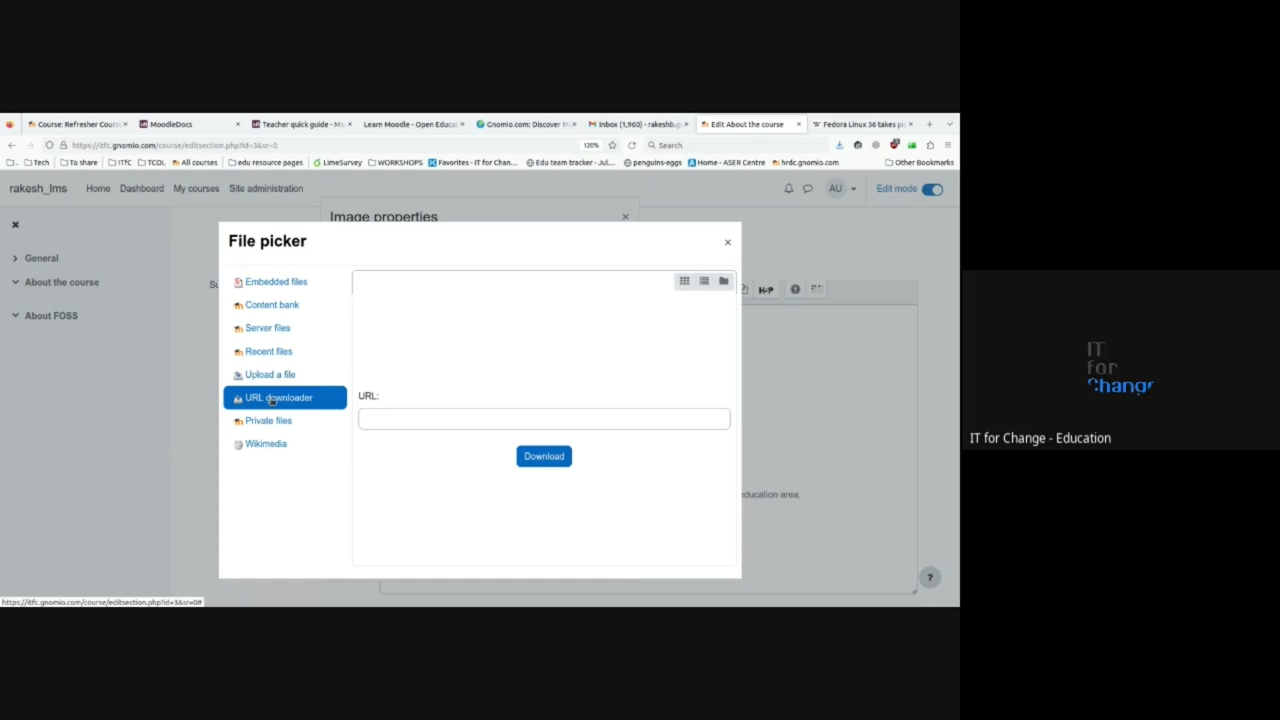 Course: Refresher Cours
MoodleDocs
Teacher quick guide - Mo
Learn Moodle - Open Educat
Gnomio.com: Discover M
Inbox (1,960) - rakeshb.g
Edit About the course
Fedora Linux 36 takes pi
https://itfc.gnomio.com/course/editsection.php?id=3&sr=0
120%
Search
Tech
To share
ITFC
TCOL
All courses
edu resource pages
LimeSurvey
WORKSHOPS
Favorites - IT for Chan...
Edu team tracker - Jul...
penguins-eggs
Home - ASER Centre
hrdc.gnomio.com
Other Bookmarks
rakesh_lms
Home
Dashboard
My courses
Site administration
AU
Edit mode
Image properties
General
About the course
About FOSS
Su
File picker
Embedded files
Content bank
Server files
Recent files
Upload a file
URL downloader
Private files
Wikimedia
URL:
Download
H-P
education area.
?
https://itfc.gnomio.com/course/editsection.php?id=3&sr=0#
IT
for
Change
IT for Change - Education